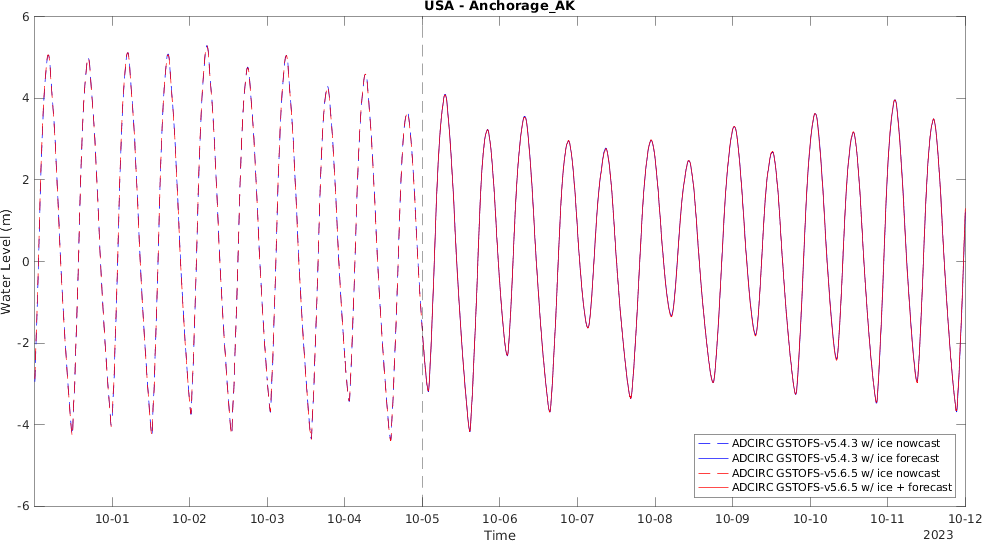 USA - Anchorage_AK
6
4
2
0
-2
-4
-6
Water Level (m)
10-01 10-02 10-03 10-04 10-05 10-06 10-07 10-08 10-09 10-10 10-11 10-12
Time
2023
ADCIRC GSTOFS-v5.4.3 w/ ice nowcast
ADCIRC GSTOFS-v5.4.3 w/ ice forecast
ADCIRC GSTOFS-v5.6.5 w/ ice nowcast
ADCIRC GSTOFS-v5.6.5 w/ ice + forecast